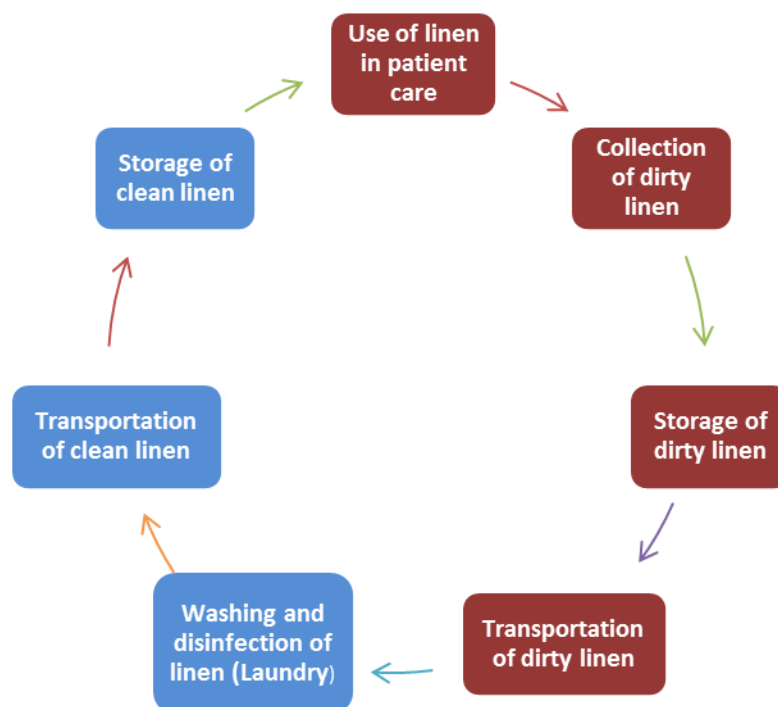 Use of linen
in patient
care
Collection
of dirty
linen
Storage of
dirty linen
Transportation
of dirty linen
Washing and
disinfection of
linen (Laundry)
Transportation
of clean linen
Storage of
clean linen